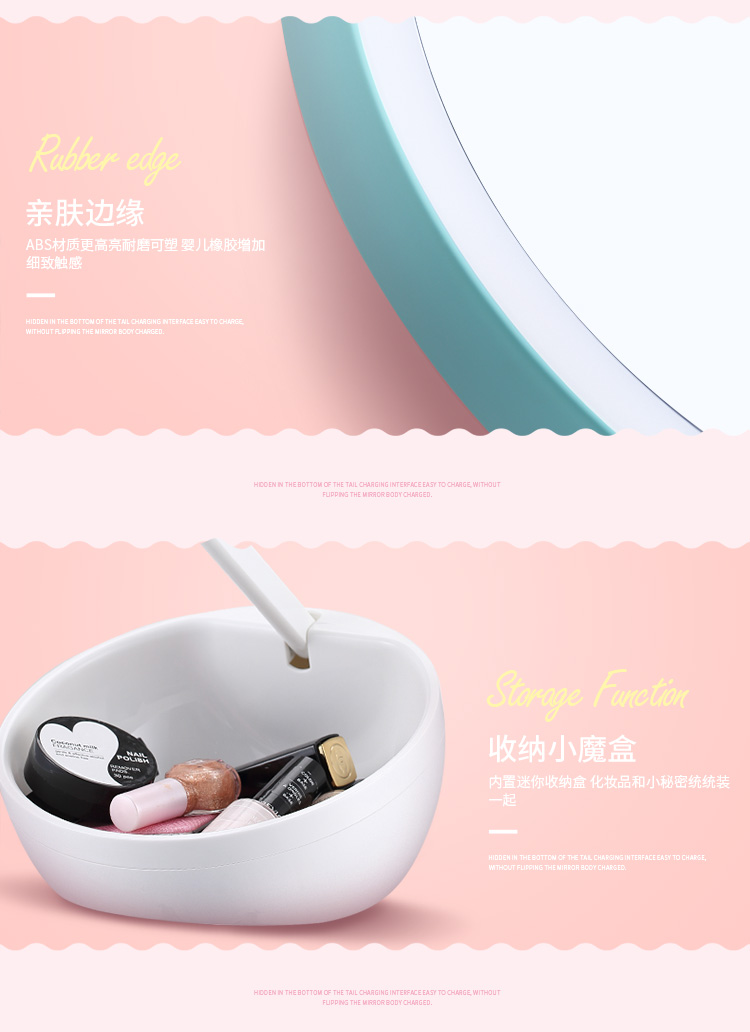 Rubber edge
亲肤边缘
ABS材质更高亮耐磨可塑 婴儿橡胶增加
细致触感
HIDDEN IN THE BOTTOM OF THE TAIL CHARGING INTERFACE EASY TO CHARGE,
WITHOUT FLIPPING THE MIRROR BODY CHARGED.
HIDDEN IN THE BOTTOM OF THE TAIL CHARGING INTERFACE EASY TO CHARGE, WITHOUT
FLIPPING THE MIRROR BODY CHARGED.
Storage Function
收纳小魔盒
内置迷你收纳盒 化妆品和小秘密统统装
一起
HIDDEN IN THE BOTTOM OF THE TAIL CHARGING INTERFACE EASY TO CHARGE,
WITHOUT FLIPPING THE MIRROR BODY CHARGED.
Coconut milk
FRAGRANCE
NAIL
POLISH
REMOVER
PADS
30 pcs
HIDDEN IN THE BOTTOM OF THE TAIL CHARGING INTERFACE EASY TO CHARGE, WITHOUT
FLIPPING THE MIRROR BODY CHARGED.